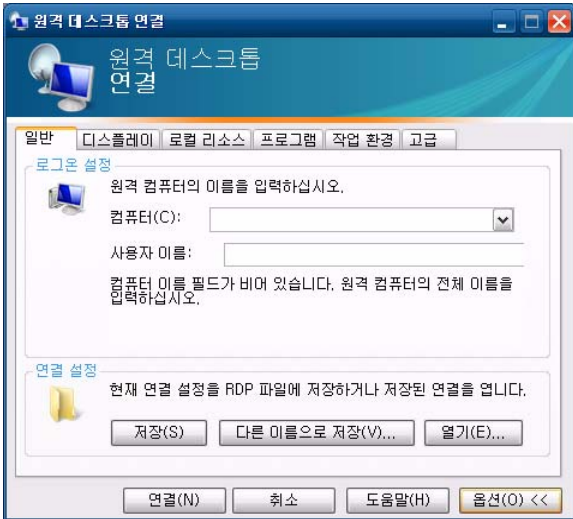 원격 데스크톱 연결
원격 데스크톱
연결
일반 디스플레이 로컬 리소스 프로그램 작업 환경 고급
로그온 설정
원격 컴퓨터의 이름을 입력하십시오.
컴퓨터(C):
사용자 이름:
컴퓨터 이름 필드가 비어 있습니다. 원격 컴퓨터의 전체 이름을
입력하십시오.
연결 설정
현재 연결 설정을 RDP 파일에 저장하거나 저장된 연결을 엽니다.
저장(S) 다른 이름으로 저장(V)... 열기(E)...
연결(N) 취소 도움말(H) 옵션(O) <<